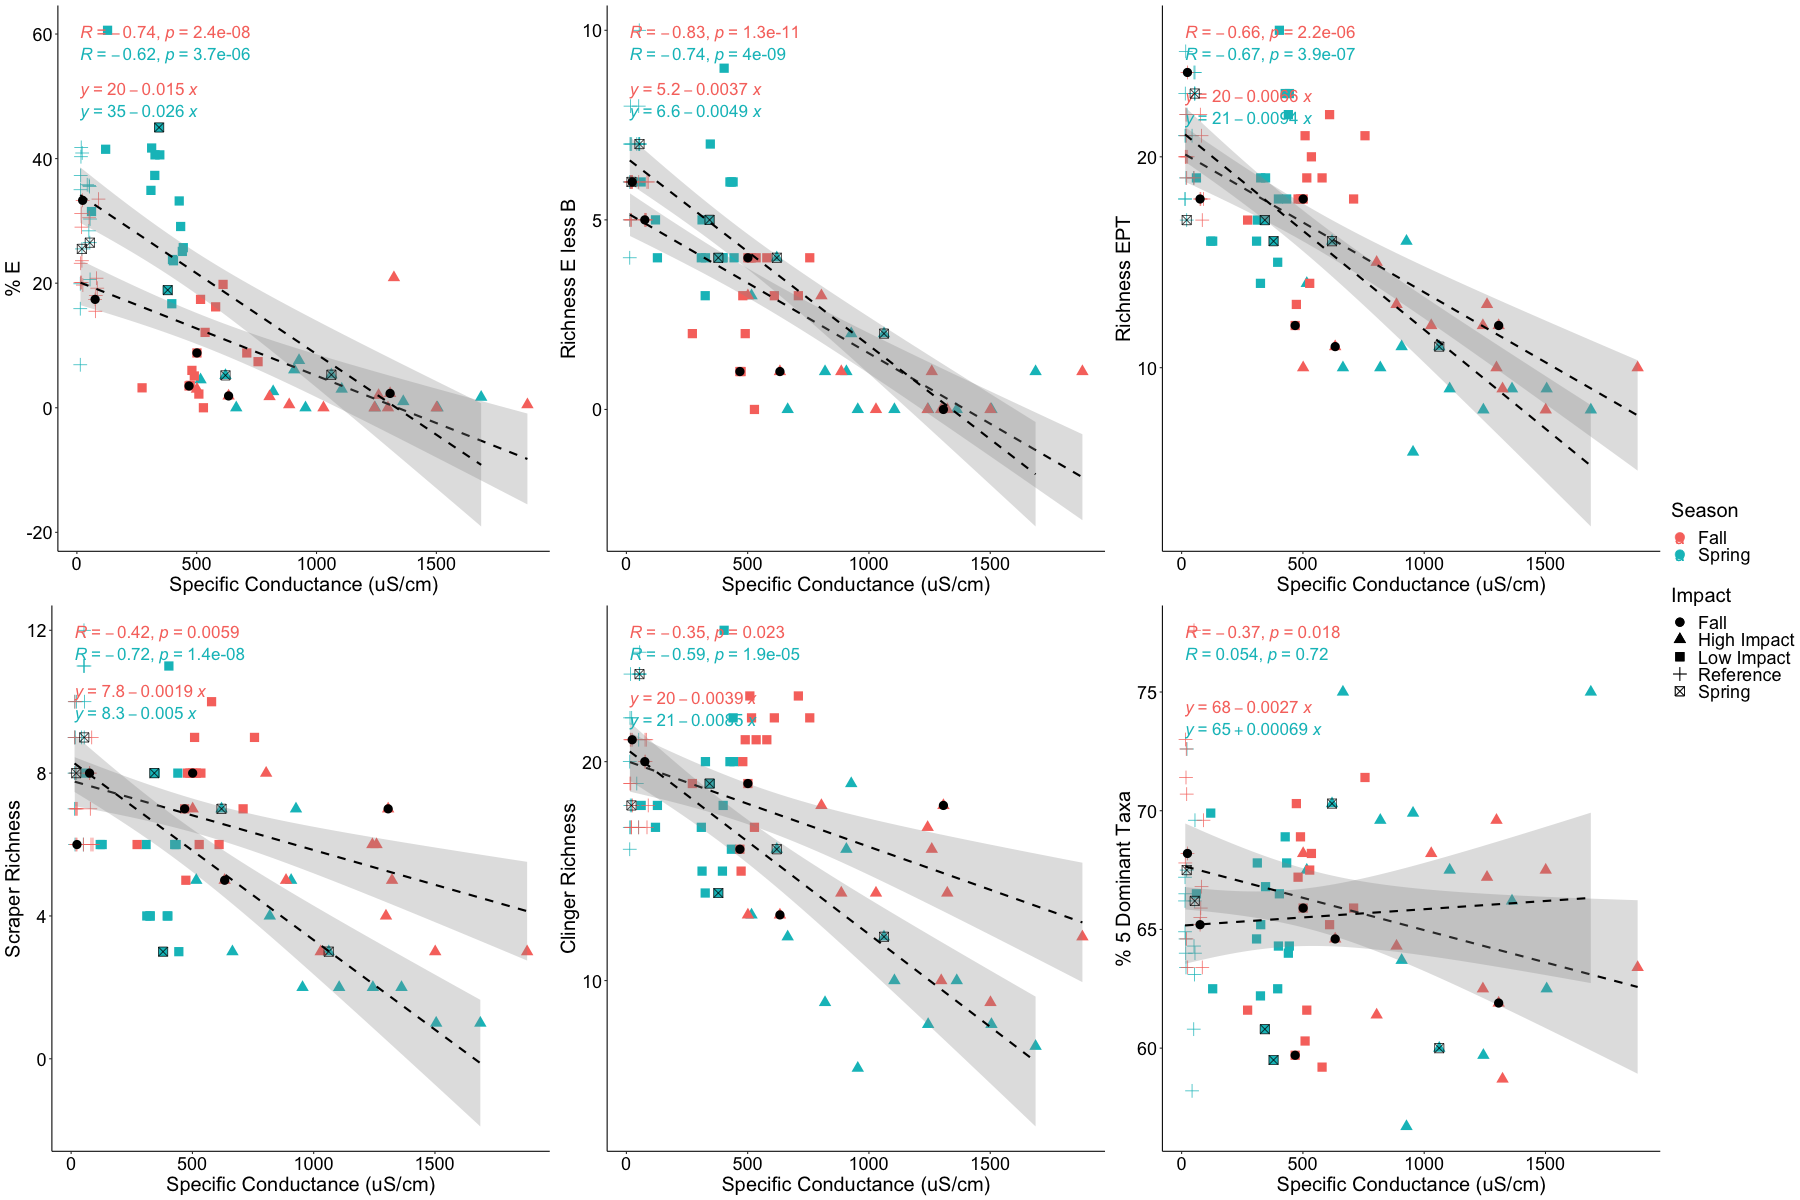 R = −0.74, p = 2.4e-08
R = −0.62, p = 3.7e-06
y = 20 − 0.015 x
y = 35 − 0.026 x
60
40
20
0
-20
% E
0 500 1000 1500
Specific Conductance (uS/cm)
R = −0.83, p = 1.3e-11
R = −0.74, p = 4e-09
y = 5.2 − 0.0037 x
y = 6.6 − 0.0049 x
10
5
0
Richness E less B
0 500 1000 1500
Specific Conductance (uS/cm)
R = −0.66, p = 2.2e-06
R = −0.67, p = 3.9e-07
y = 20 − 0.0066 x
y = 21 − 0.0094 x
20
10
Richness EPT
0 500 1000 1500
Specific Conductance (uS/cm)
Season
Fall
Spring
Impact
Fall
High Impact
Low Impact
Reference
Spring
R = −0.42, p = 0.0059
R = −0.72, p = 1.4e-08
y = 7.8 − 0.0019 x
y = 8.3 − 0.005 x
12
8
4
0
Scraper Richness
0 500 1000 1500
Specific Conductance (uS/cm)
R = −0.35, p = 0.023
R = −0.59, p = 1.9e-05
y = 20 − 0.0039 x
y = 21 − 0.0085 x
20
10
Clinger Richness
0 500 1000 1500
Specific Conductance (uS/cm)
R = −0.37, p = 0.018
R = 0.054, p = 0.72
y = 68 − 0.0027 x
y = 65 + 0.00069 x
75
70
65
60
% 5 Dominant Taxa
0 500 1000 1500
Specific Conductance (uS/cm)